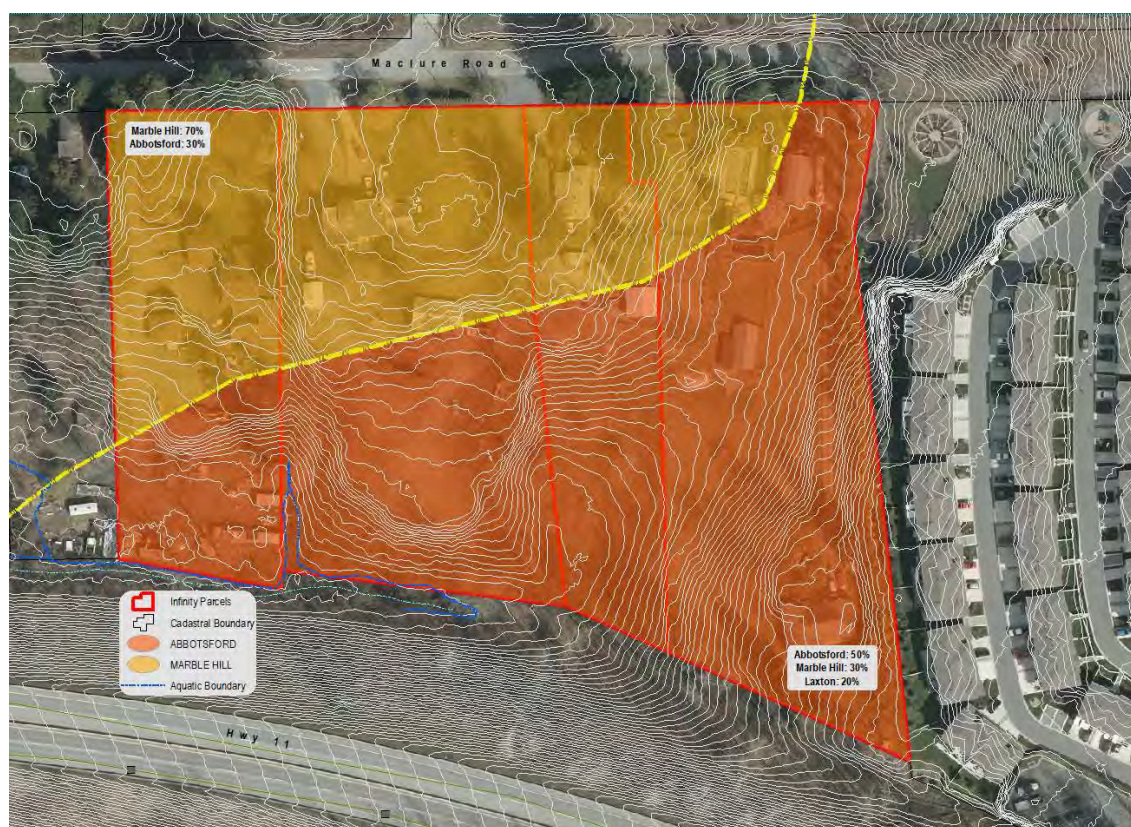 Maclure Road
Marble Hill: 70%
Abbotsford: 30%
Infinity Parcels
Cadastral Boundary
ABBOTSFORD
MARBLE HILL
Aquatic Boundary
Abbotsford: 50%
Marble Hill: 30%
Laxton: 20%
Hwy 11